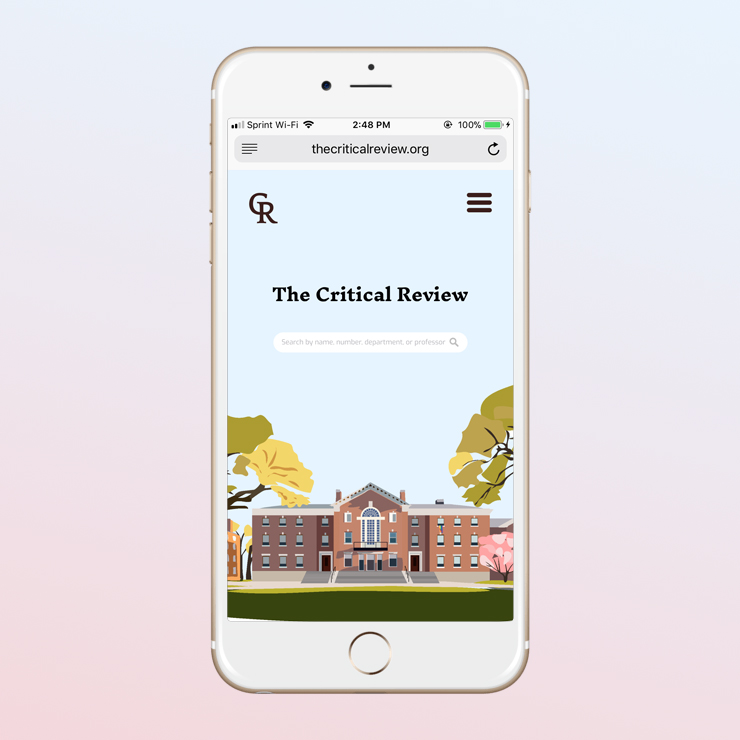 Sprint Wi-Fi 2:48 PM 100%
thecriticalreview.org
CR
The Critical Review
Search by name, number, department, or professor